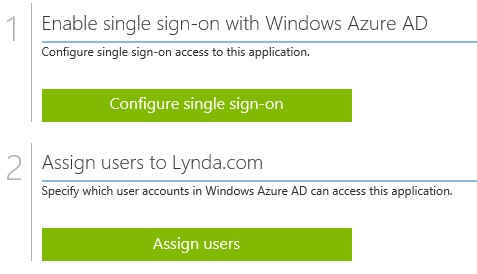 1
Enable single sign-on with Windows Azure AD
Configure single sign-on access to this application.
Configure single sign-on
2
Assign users to Lynda.com
Specify which user accounts in Windows Azure AD can access this application.
Assign users